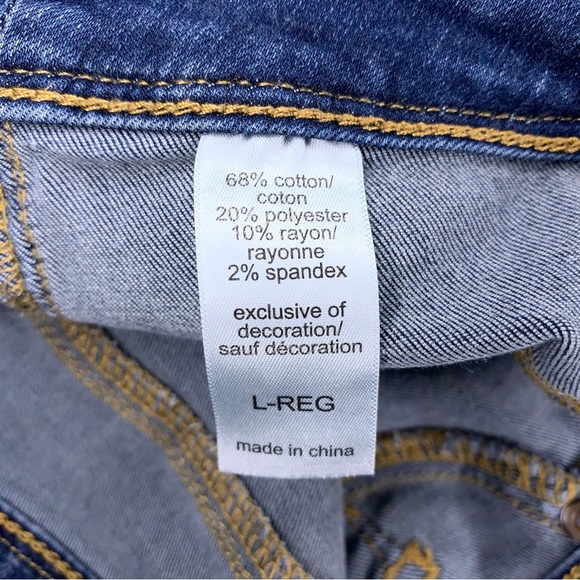 68% cotton/
coton
20% polyester
10% rayon/
rayonne
2% spandex
exclusive of
decoration/
sauf décoration
L-REG
made in china